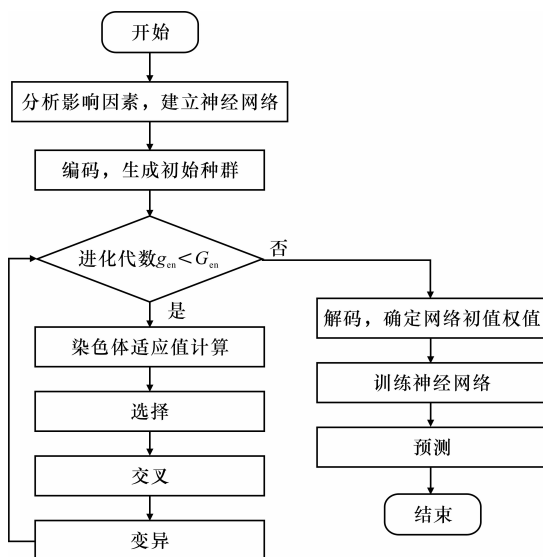 开始
分析影响因素，建立神经网络
编码，生成初始种群
进化代数gen＜Gen
否
是
染色体适应值计算
选择
交叉
变异
解码，确定网络初值权值
训练神经网络
预测
结束